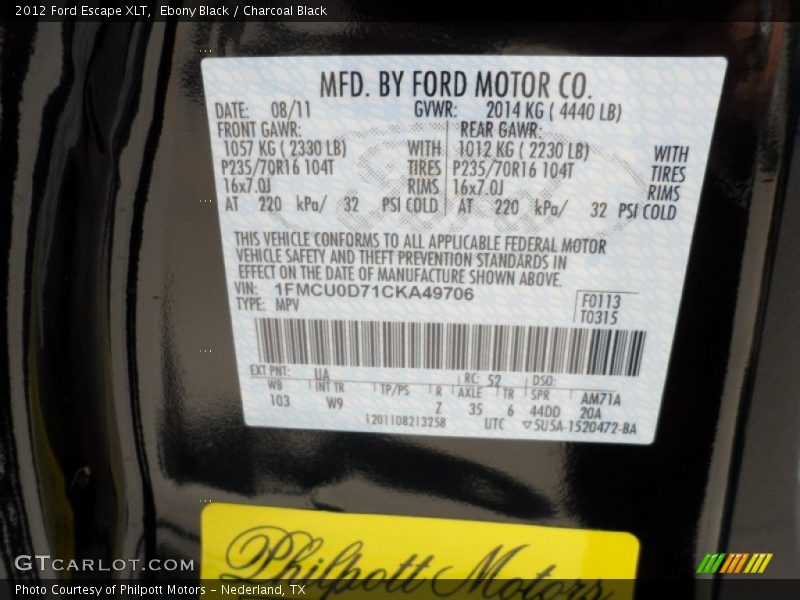 2012 Ford Escape XLT, Ebony Black / Charcoal Black
MFD. BY FORD MOTOR CO.
DATE: 08/11 GVWR: 2014 KG ( 4440 LB)
FRONT GAWR: REAR GAWR:
1057 KG ( 2330 LB) WITH 1012 KG ( 2230 LB) WITH
P235/70R16 104T TIRES P235/70R16 104T TIRES
16x7.0J RIMS 16x7.0J RIMS
AT 220 kPa/ 32 PSI COLD AT 220 kPa/ 32 PSI COLD
THIS VEHICLE CONFORMS TO ALL APPLICABLE FEDERAL MOTOR
VEHICLE SAFETY AND THEFT PREVENTION STANDARDS IN
EFFECT ON THE DATE OF MANUFACTURE SHOWN ABOVE.
VIN: 1FMCU0D71CKA49706
TYPE: MPV
F0113
T0315
EXT PNT: UA RC: 52 DSO:
WB INT TR TP/PS R AXLE TR SPR AM71A
103 W9 Z 35 6 44DD 20A
1201108213258 UTC ▽5U5A-1520472-BA
Philpott Motors
GTCARLOT.COM
Photo Courtesy of Philpott Motors – Nederland, TX